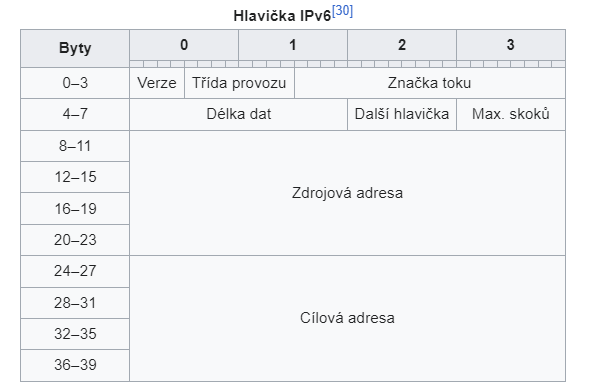 Hlavička IPv6[30]
Byty 0 1 2 3
0–3 Verze Třída provozu Značka toku
4–7 Délka dat Další hlavička Max. skoků
8–11
12–15
Zdrojová adresa
16–19
20–23
24–27
28–31
Cílová adresa
32–35
36–39